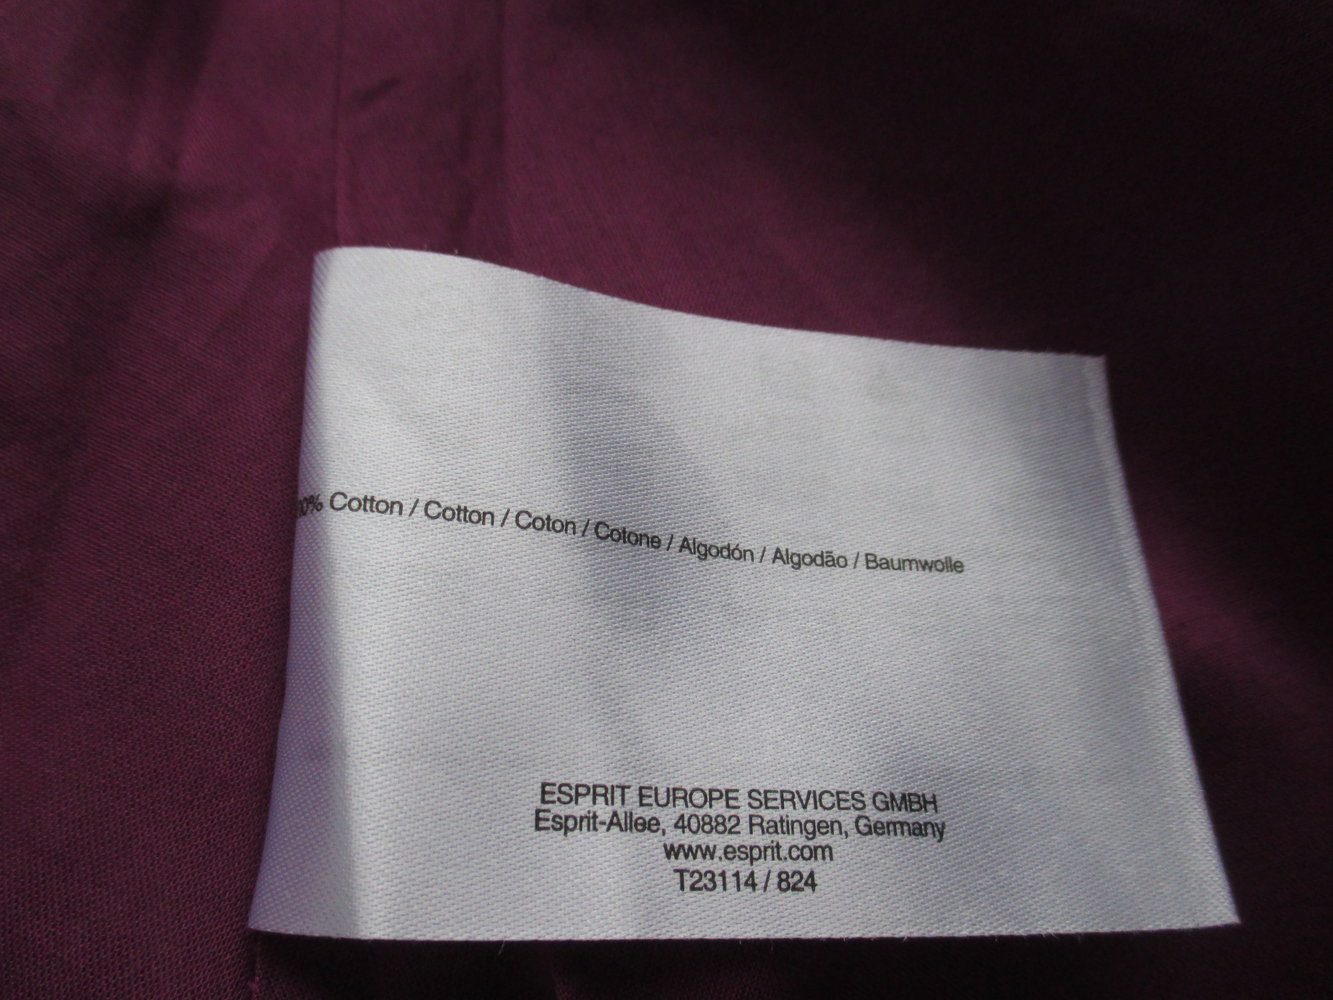 0% Cotton / Cotton / Coton / Cotone / Algodón / Algodão / Baumwolle
ESPRIT EUROPE SERVICES GMBH
Esprit-Allee, 40882 Ratingen, Germany
www.esprit.com
T23114 / 824